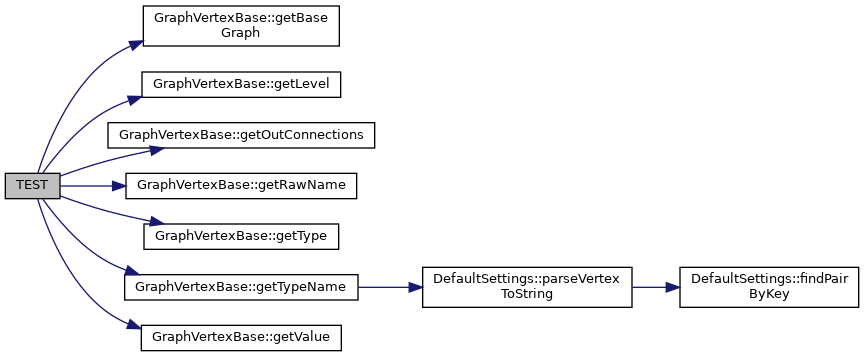 GraphVertexBase::getBase
Graph
GraphVertexBase::getLevel
GraphVertexBase::getOutConnections
TEST
GraphVertexBase::getRawName
GraphVertexBase::getType
GraphVertexBase::getTypeName
DefaultSettings::parseVertex
ToString
DefaultSettings::findPair
ByKey
GraphVertexBase::getValue